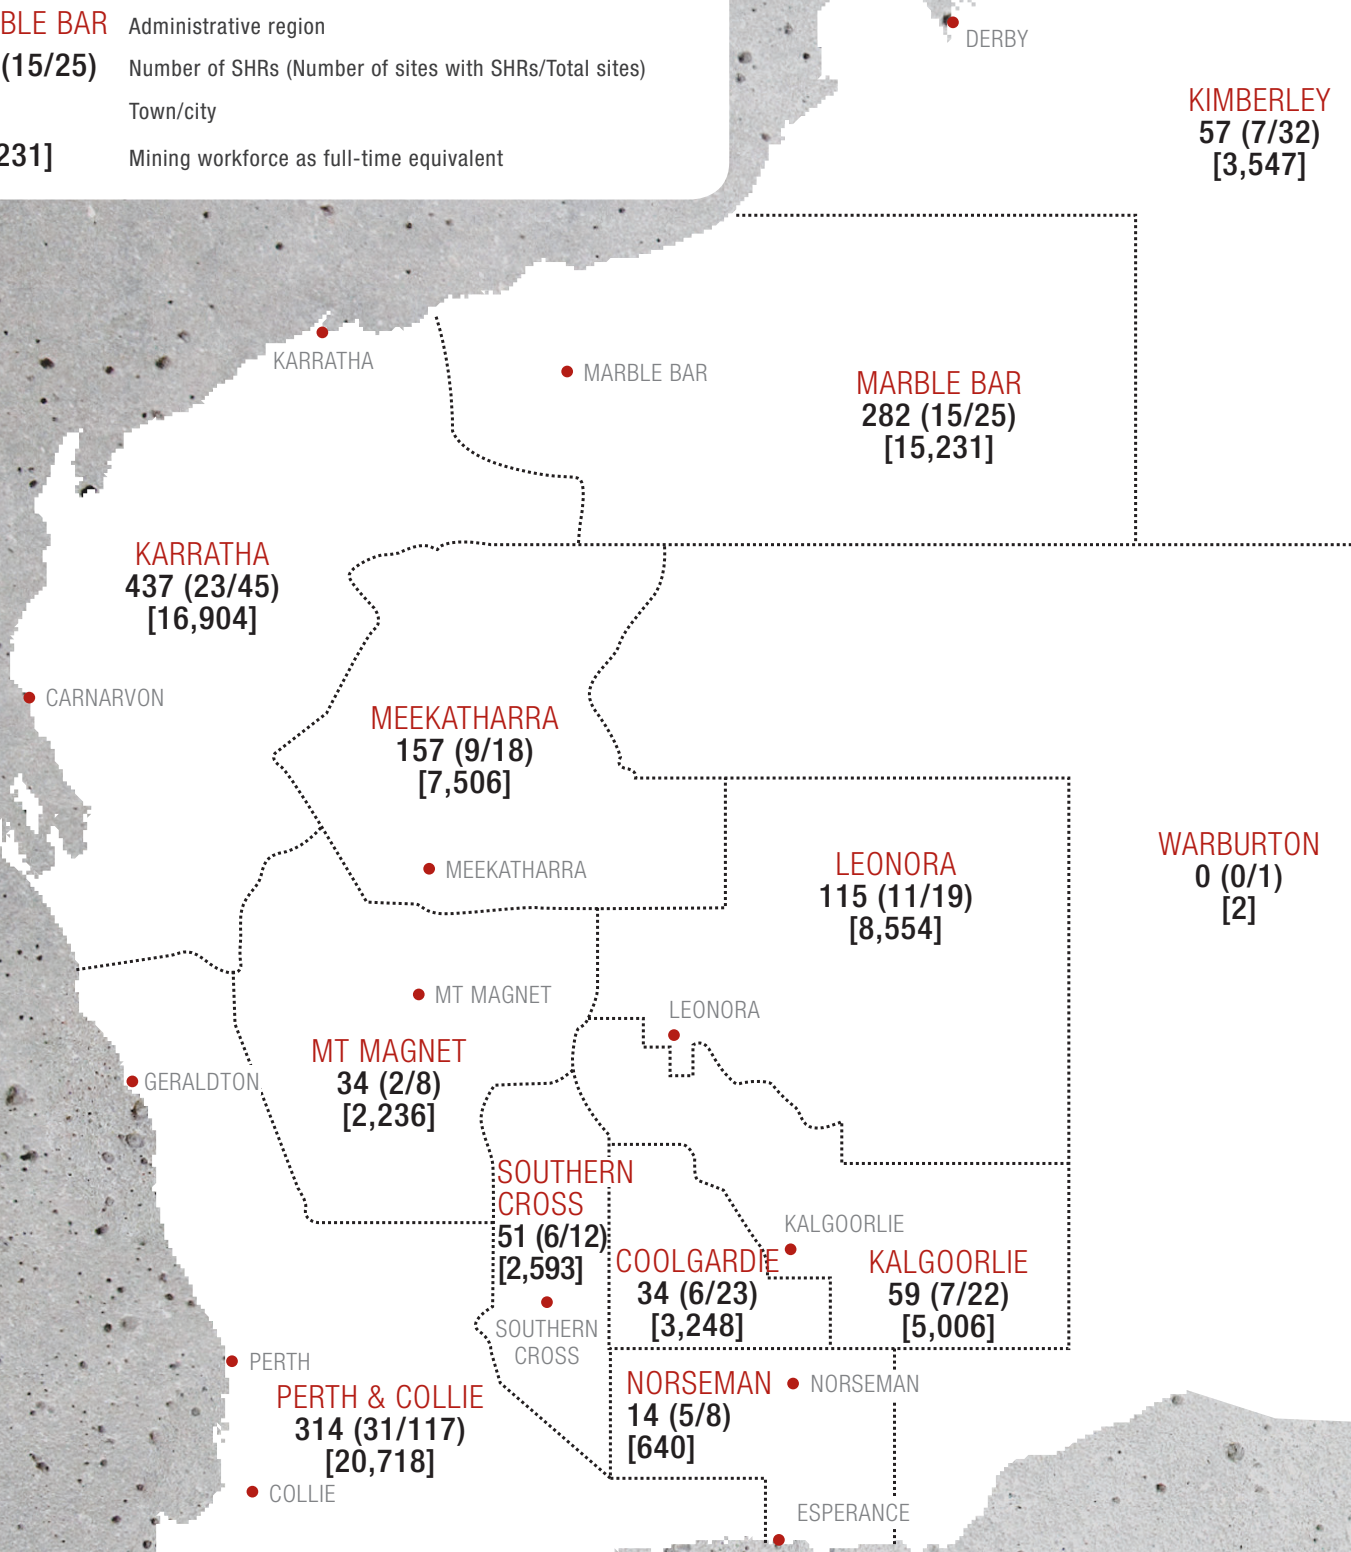 BLE BAR Administrative region
(15/25) Number of SHRs (Number of sites with SHRs/Total sites)
Town/city
231] Mining workforce as full-time equivalent
DERBY
KIMBERLEY
57 (7/32)
[3,547]
KARRATHA
MARBLE BAR
MARBLE BAR
282 (15/25)
[15,231]
KARRATHA
437 (23/45)
[16,904]
CARNARVON
MEEKATHARRA
157 (9/18)
[7,506]
MEEKATHARRA
LEONORA
115 (11/19)
[8,554]
WARBURTON
0 (0/1)
[2]
MT MAGNET
LEONORA
MT MAGNET
34 (2/8)
[2,236]
GERALDTON
SOUTHERN
CROSS
51 (6/12)
[2,593]
SOUTHERN
CROSS
COOLGARDIE
34 (6/23)
[3,248]
KALGOORLIE
KALGOORLIE
59 (7/22)
[5,006]
PERTH
PERTH & COLLIE
314 (31/117)
[20,718]
COLLIE
NORSEMAN
14 (5/8)
[640]
NORSEMAN
ESPERANCE